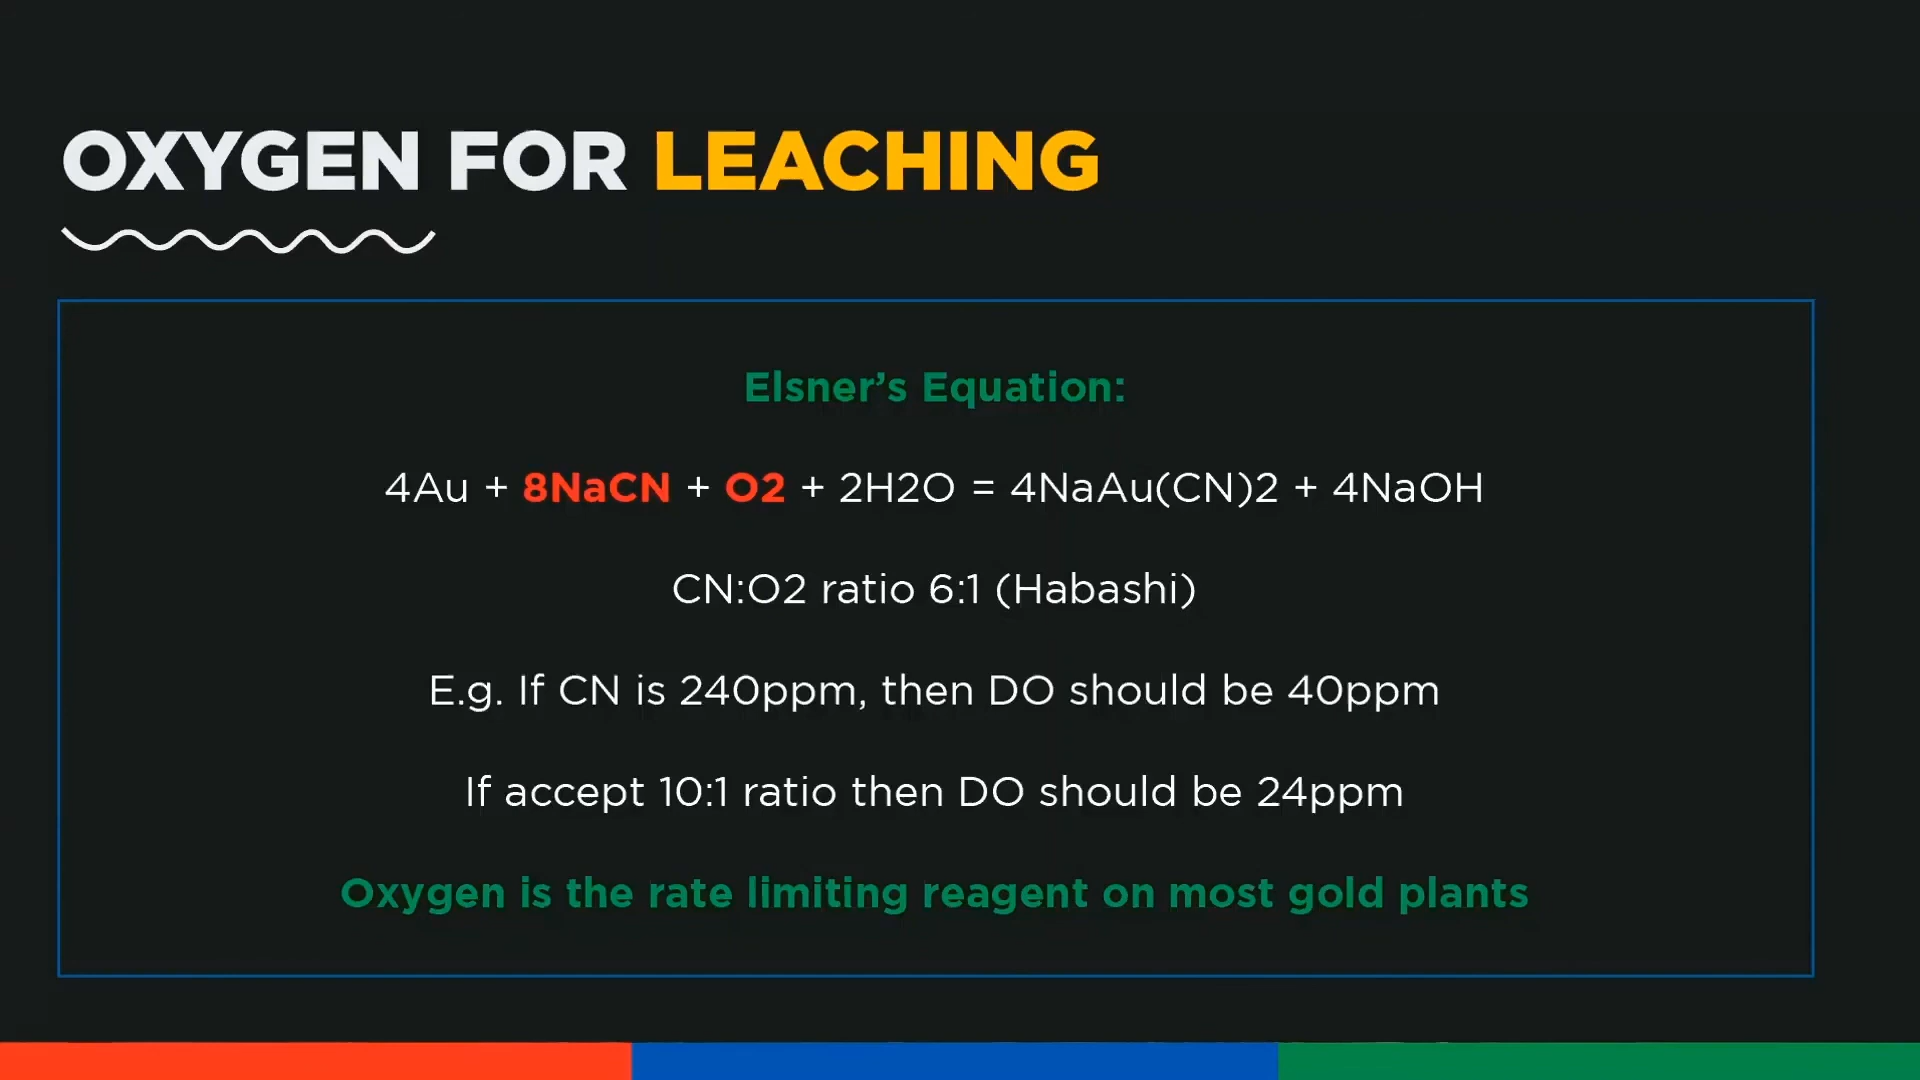 OXYGEN FOR LEACHING
Elsner’s Equation:
4Au + 8NaCN + O2 + 2H2O = 4NaAu(CN)2 + 4NaOH
CN:O2 ratio 6:1 (Habashi)
E.g. If CN is 240ppm, then DO should be 40ppm
If accept 10:1 ratio then DO should be 24ppm
Oxygen is the rate limiting reagent on most gold plants